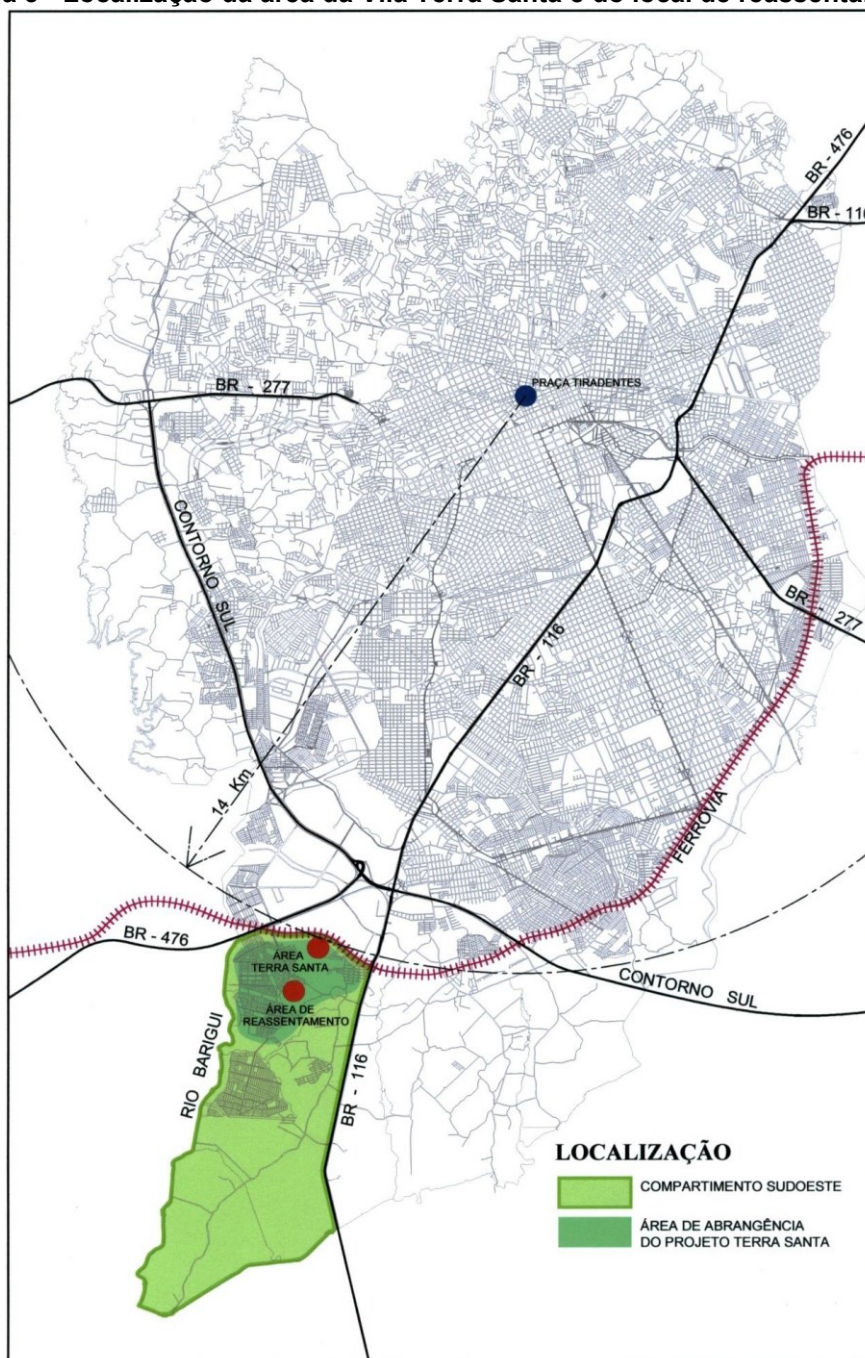 Localização da área da Vila Terra Santa e do local de reassenta
BR - 476
BR - 116
PRAÇA TIRADENTES
BR - 277
CONTORNO SUL
BR - 116
BR - 277
14 Km
FERROVIA
BR - 476
ÁREA
TERRA SANTA
CONTORNO SUL
ÁREA DE
REASSENTAMENTO
RIO BARIGUI
BR - 116
LOCALIZAÇÃO
COMPARTIMENTO SUDOESTE
ÁREA DE ABRANGÊNCIA
DO PROJETO TERRA SANTA